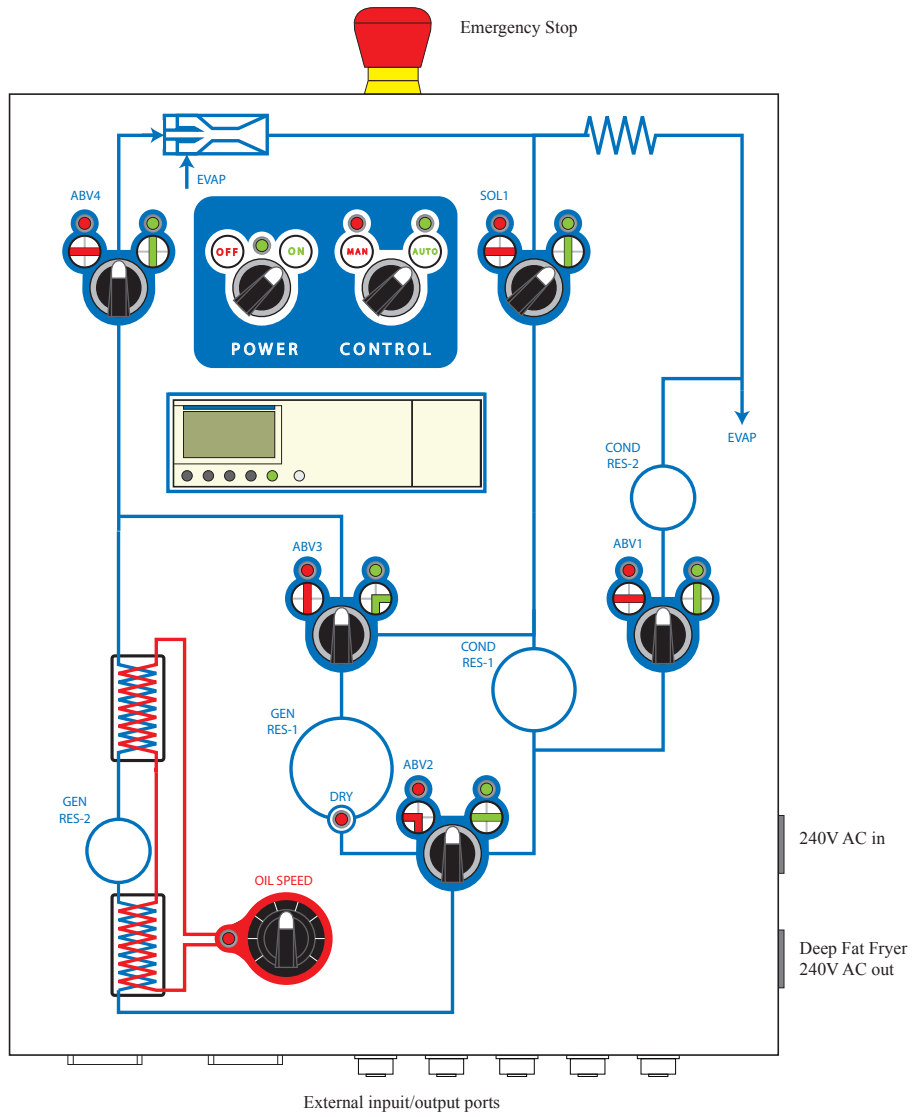 Emergency Stop
EVAP
ABV4
SOL1
OFF
ON
MAN
AUTO
POWER
CONTROL
EVAP
COND
RES-2
ABV3
ABV1
COND
RES-1
GEN
RES-1
ABV2
DRY
GEN
RES-2
240V AC in
OIL SPEED
Deep Fat Fryer
240V AC out
External inpuit/output ports